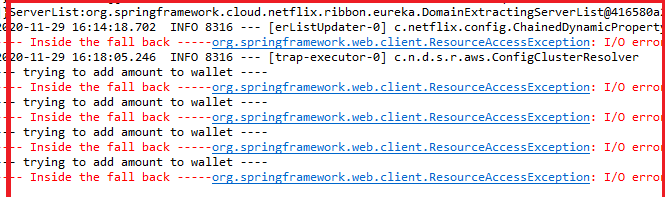 ]ServerList:org.springframework.cloud.netflix.ribbon.eureka.DomainExtractingServerList@416580a
2020-11-29 16:14:18.702 INFO 8316 --- [erListUpdater-0] c.netflix.config.ChainedDynamicProperty
--- Inside the fall back -----org.springframework.web.client.ResourceAccessException: I/O error
2020-11-29 16:18:05.246 INFO 8316 --- [trap-executor-0] c.n.d.s.r.aws.ConfigClusterResolver
--- trying to add amount to wallet ----
--- Inside the fall back -----org.springframework.web.client.ResourceAccessException: I/O error
--- trying to add amount to wallet ----
--- Inside the fall back -----org.springframework.web.client.ResourceAccessException: I/O error
--- trying to add amount to wallet ----
--- Inside the fall back -----org.springframework.web.client.ResourceAccessException: I/O error
--- trying to add amount to wallet ----
--- Inside the fall back -----org.springframework.web.client.ResourceAccessException: I/O error